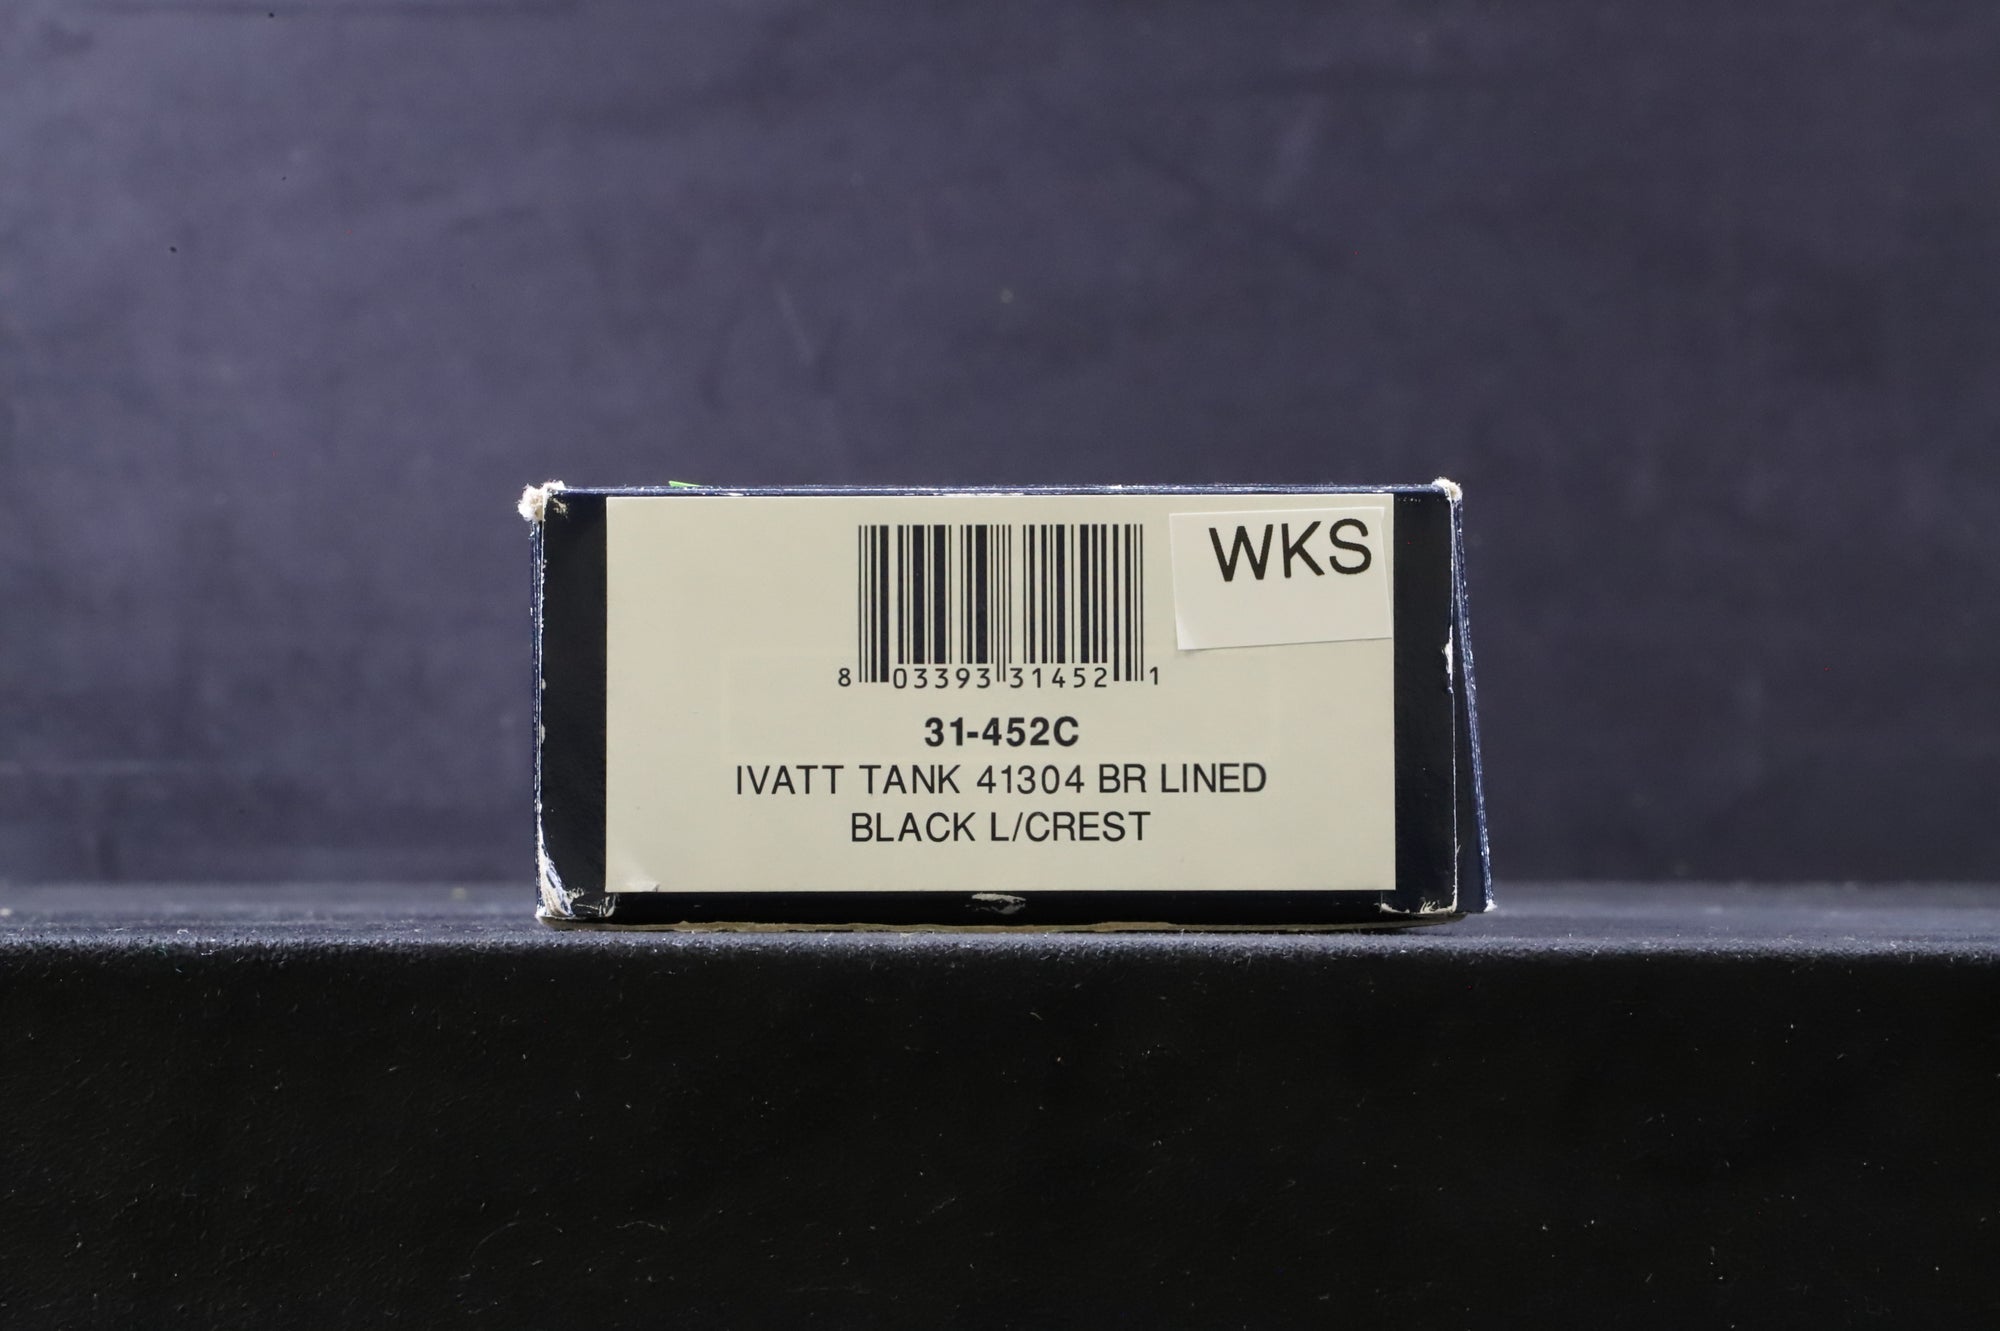 WKS
8 03393 31452 1
31-452C
IVATT TANK 41304 BR LINED
BLACK L/CREST